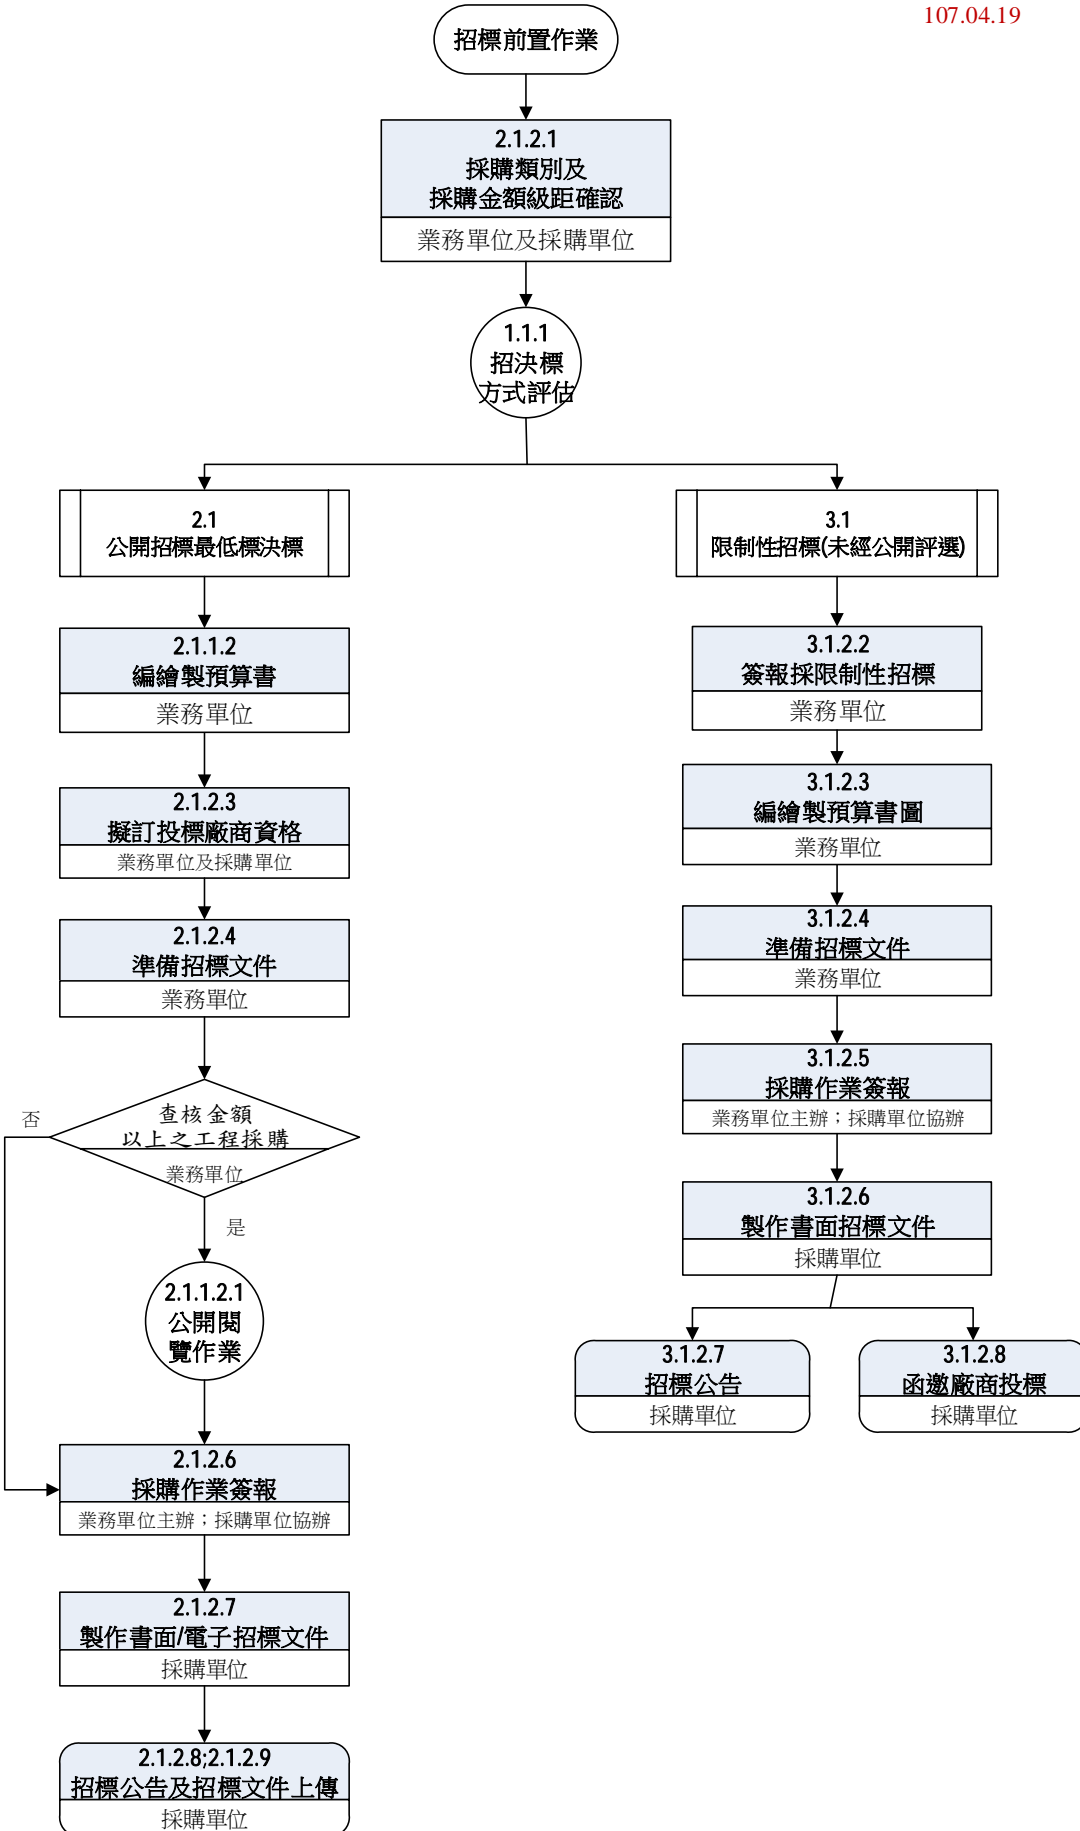 107.04.19
招標前置作業
2.1.2.1
採購類別及
採購金額級距確認
業務單位及採購單位
1.1.1
招決標
方式評估
2.1
公開招標最低標決標
2.1.1.2
編繪製預算書
業務單位
2.1.2.3
擬訂投標廠商資格
業務單位及採購單位
2.1.2.4
準備招標文件
業務單位
查核金額
以上之工程採購
業務單位
否
是
2.1.1.2.1
公開閱
覽作業
2.1.2.6
採購作業簽報
業務單位主辦；採購單位協辦
2.1.2.7
製作書面/電子招標文件
採購單位
2.1.2.8;2.1.2.9
招標公告及招標文件上傳
採購單位
3.1
限制性招標(未經公開評選)
3.1.2.2
簽報採限制性招標
業務單位
3.1.2.3
編繪製預算書圖
業務單位
3.1.2.4
準備招標文件
業務單位
3.1.2.5
採購作業簽報
業務單位主辦；採購單位協辦
3.1.2.6
製作書面招標文件
採購單位
3.1.2.7
招標公告
採購單位
3.1.2.8
函邀廠商投標
採購單位